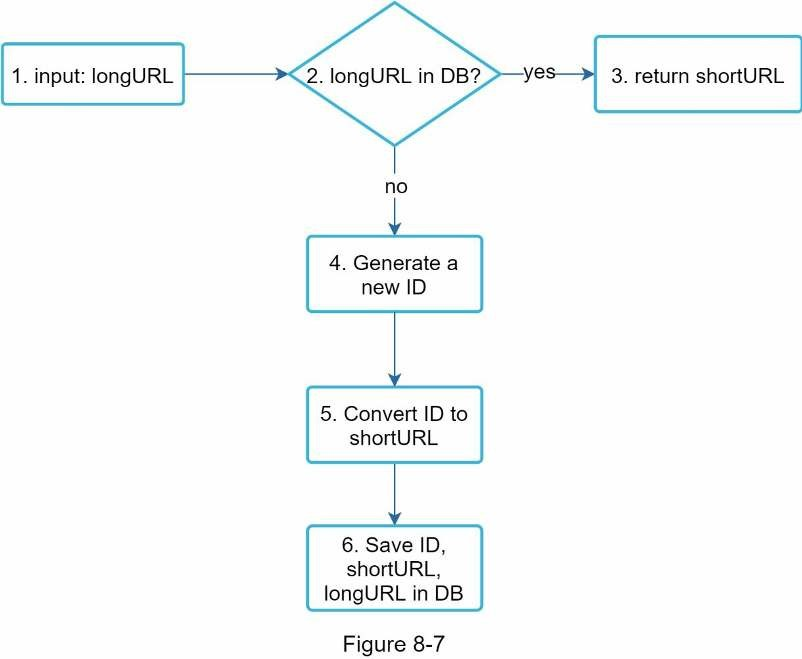 1. input: longURL
2. longURL in DB?
yes
3. return shortURL
no
4. Generate a
new ID
5. Convert ID to
shortURL
6. Save ID,
shortURL,
longURL in DB
Figure 8-7